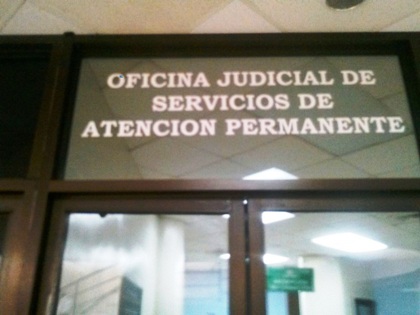 OFICINA JUDICIAL DE
SERVICIOS DE
ATENCION PERMANENTE